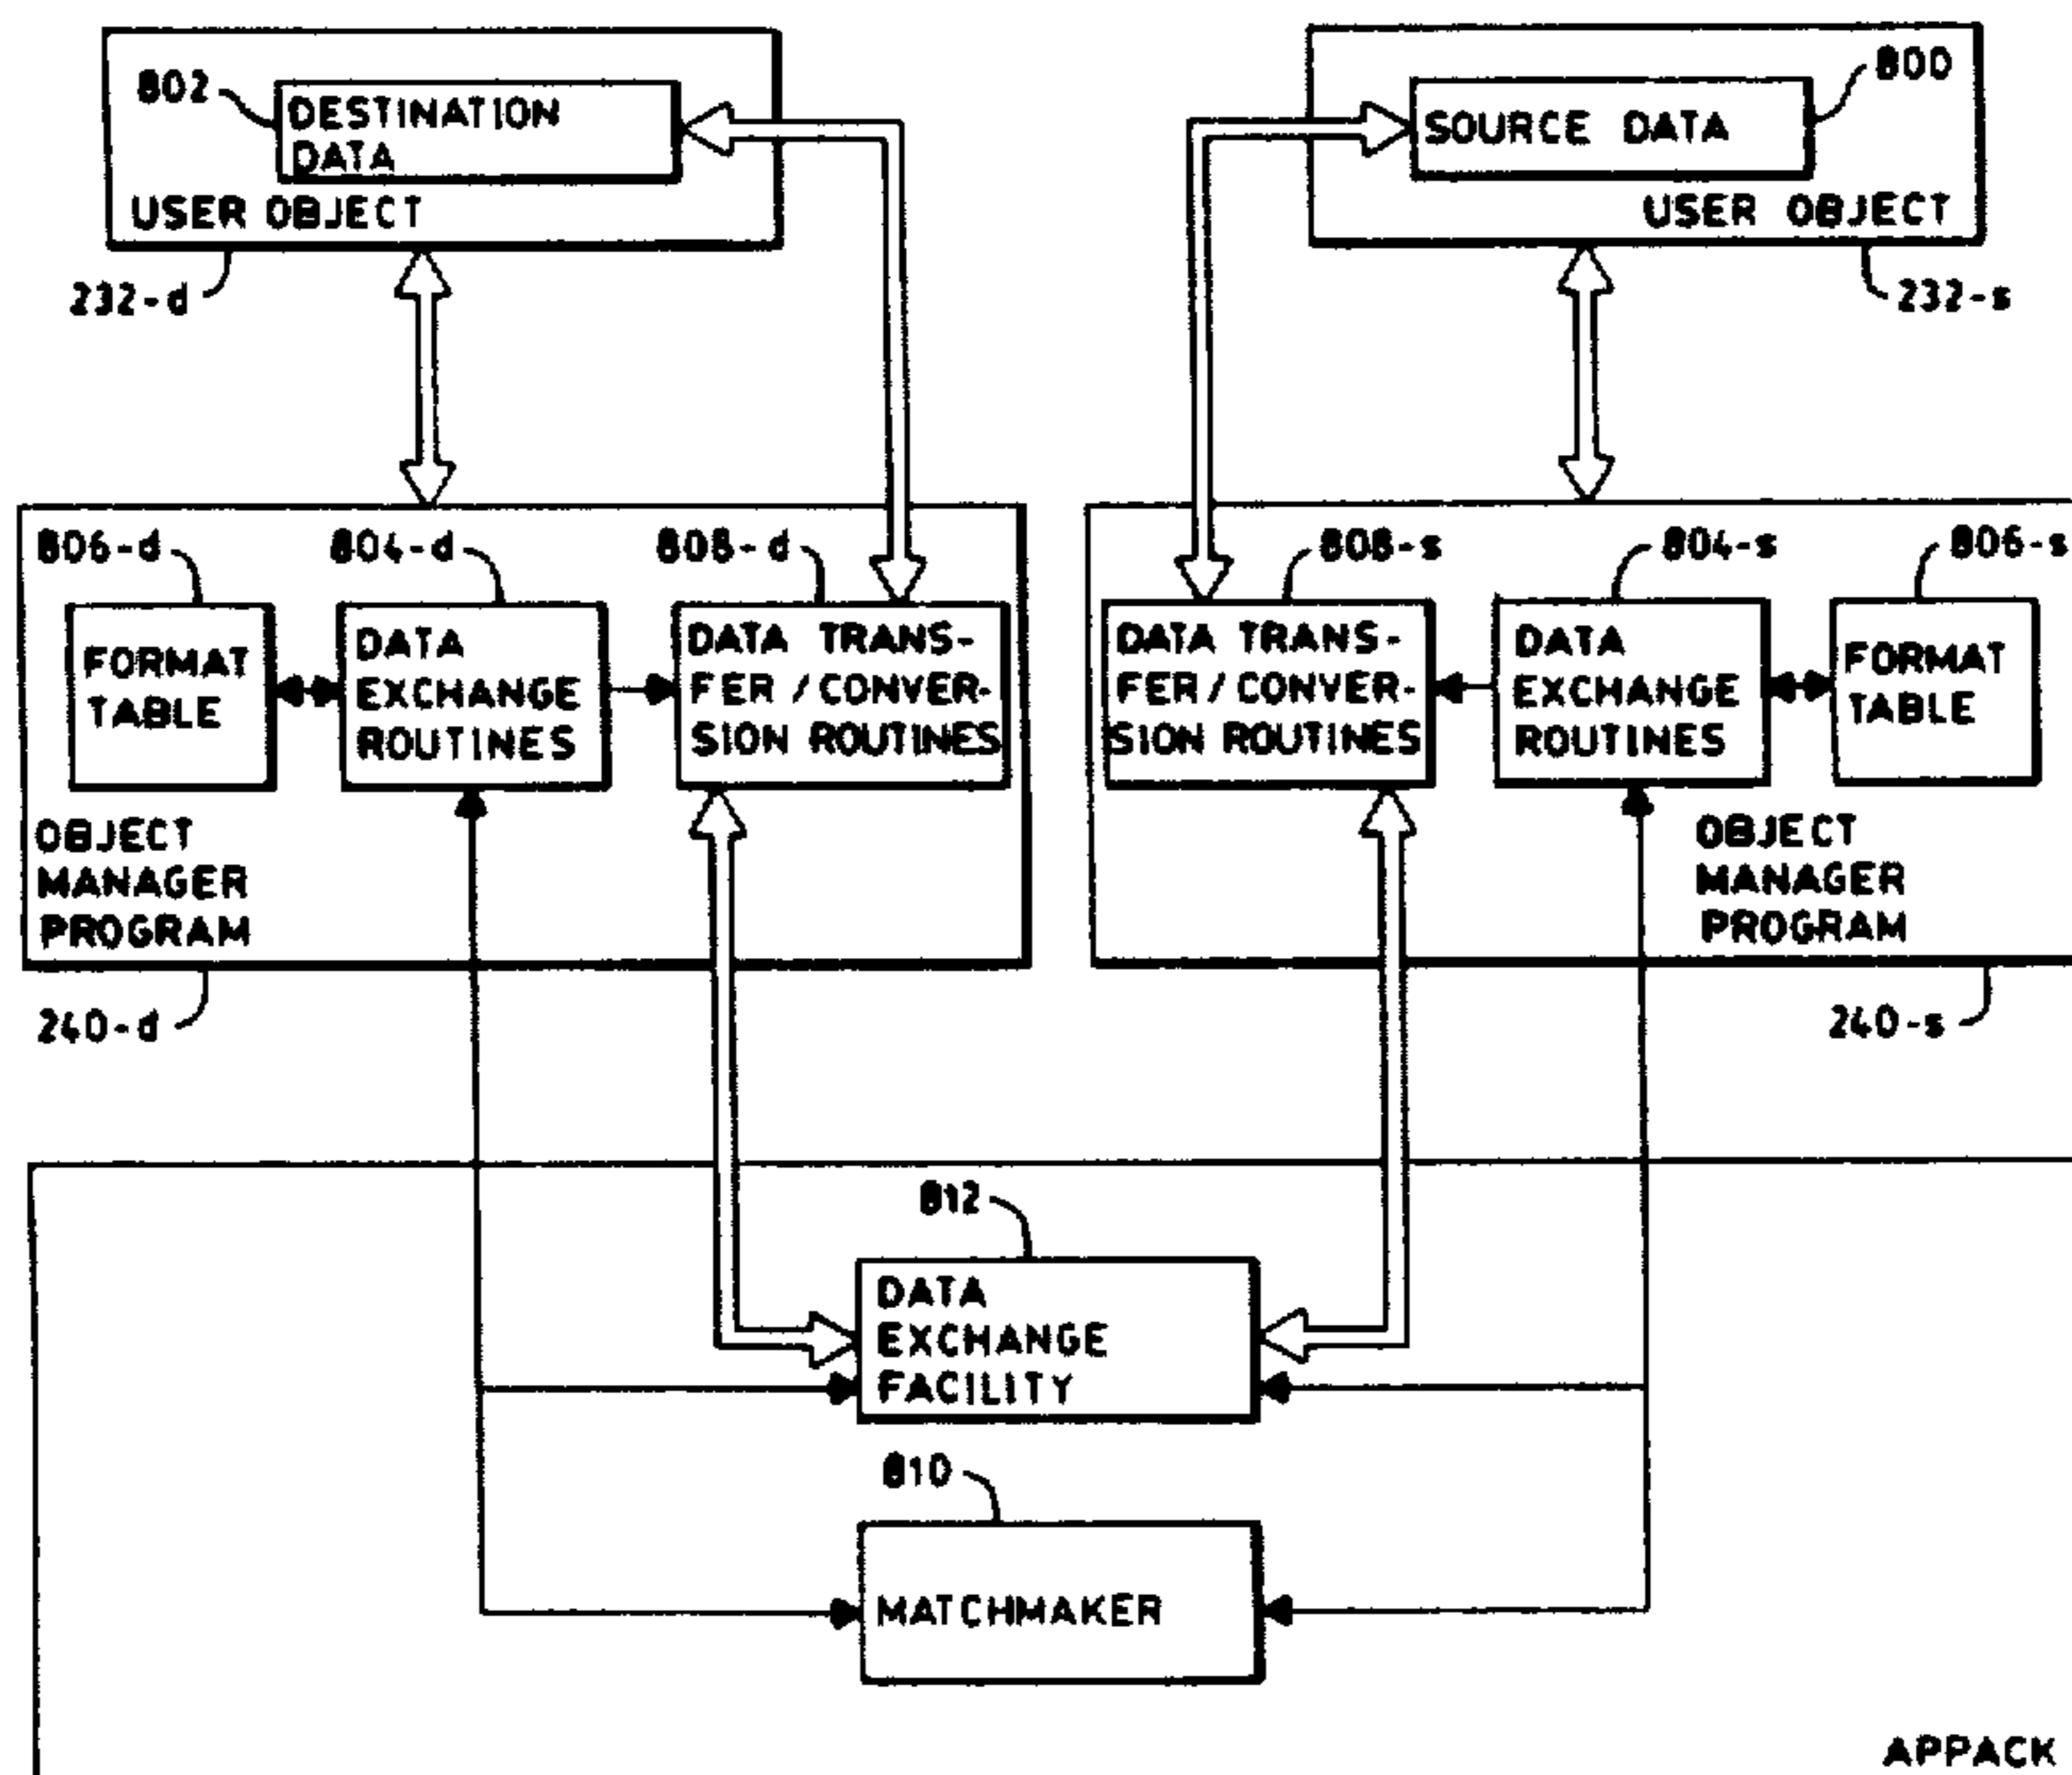 802
DESTINATION
DATA
USER OBJECT
232-d
800
SOURCE DATA
USER OBJECT
232-s
806-d
804-d
808-d
FORMAT
TABLE
DATA
EXCHANGE
ROUTINES
DATA TRANS-
FER/CONVER-
SION ROUTINES
OBJECT
MANAGER
PROGRAM
240-d
808-s
804-s
806-s
DATA TRANS-
FER/CONVER-
SION ROUTINES
DATA
EXCHANGE
ROUTINES
FORMAT
TABLE
OBJECT
MANAGER
PROGRAM
240-s
812
DATA
EXCHANGE
FACILITY
810
MATCHMAKER
APPACK